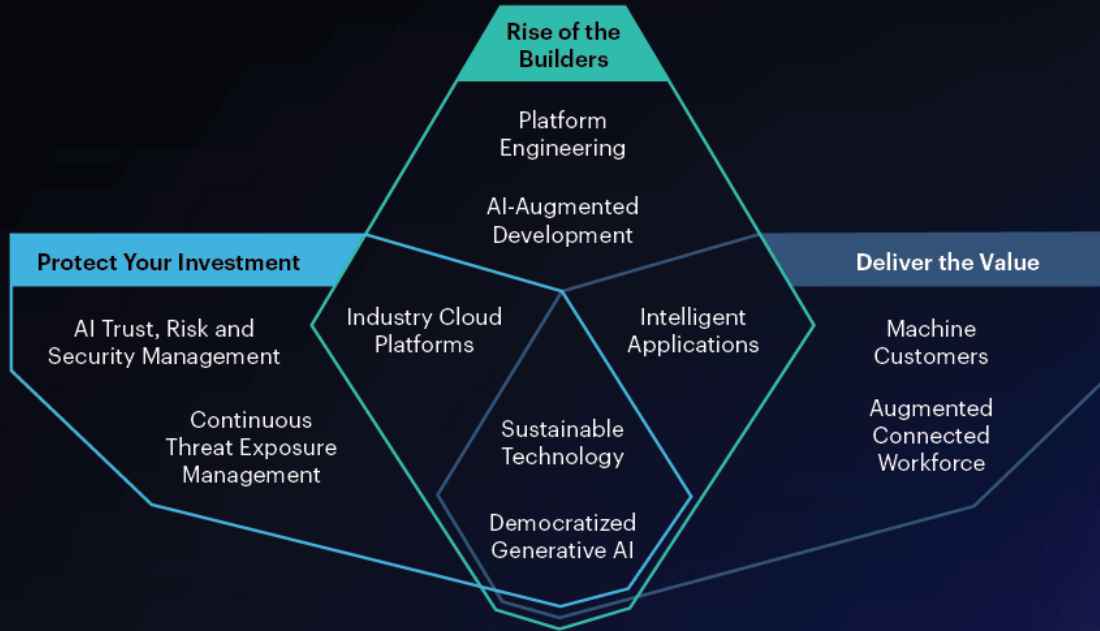 Rise of the
Builders
Platform
Engineering
AI-Augmented
Development
Protect Your Investment
Deliver the Value
AI Trust, Risk and
Security Management
Industry Cloud
Platforms
Intelligent
Applications
Machine
Customers
Continuous
Threat Exposure
Management
Sustainable
Technology
Augmented
Connected
Workforce
Democratized
Generative AI